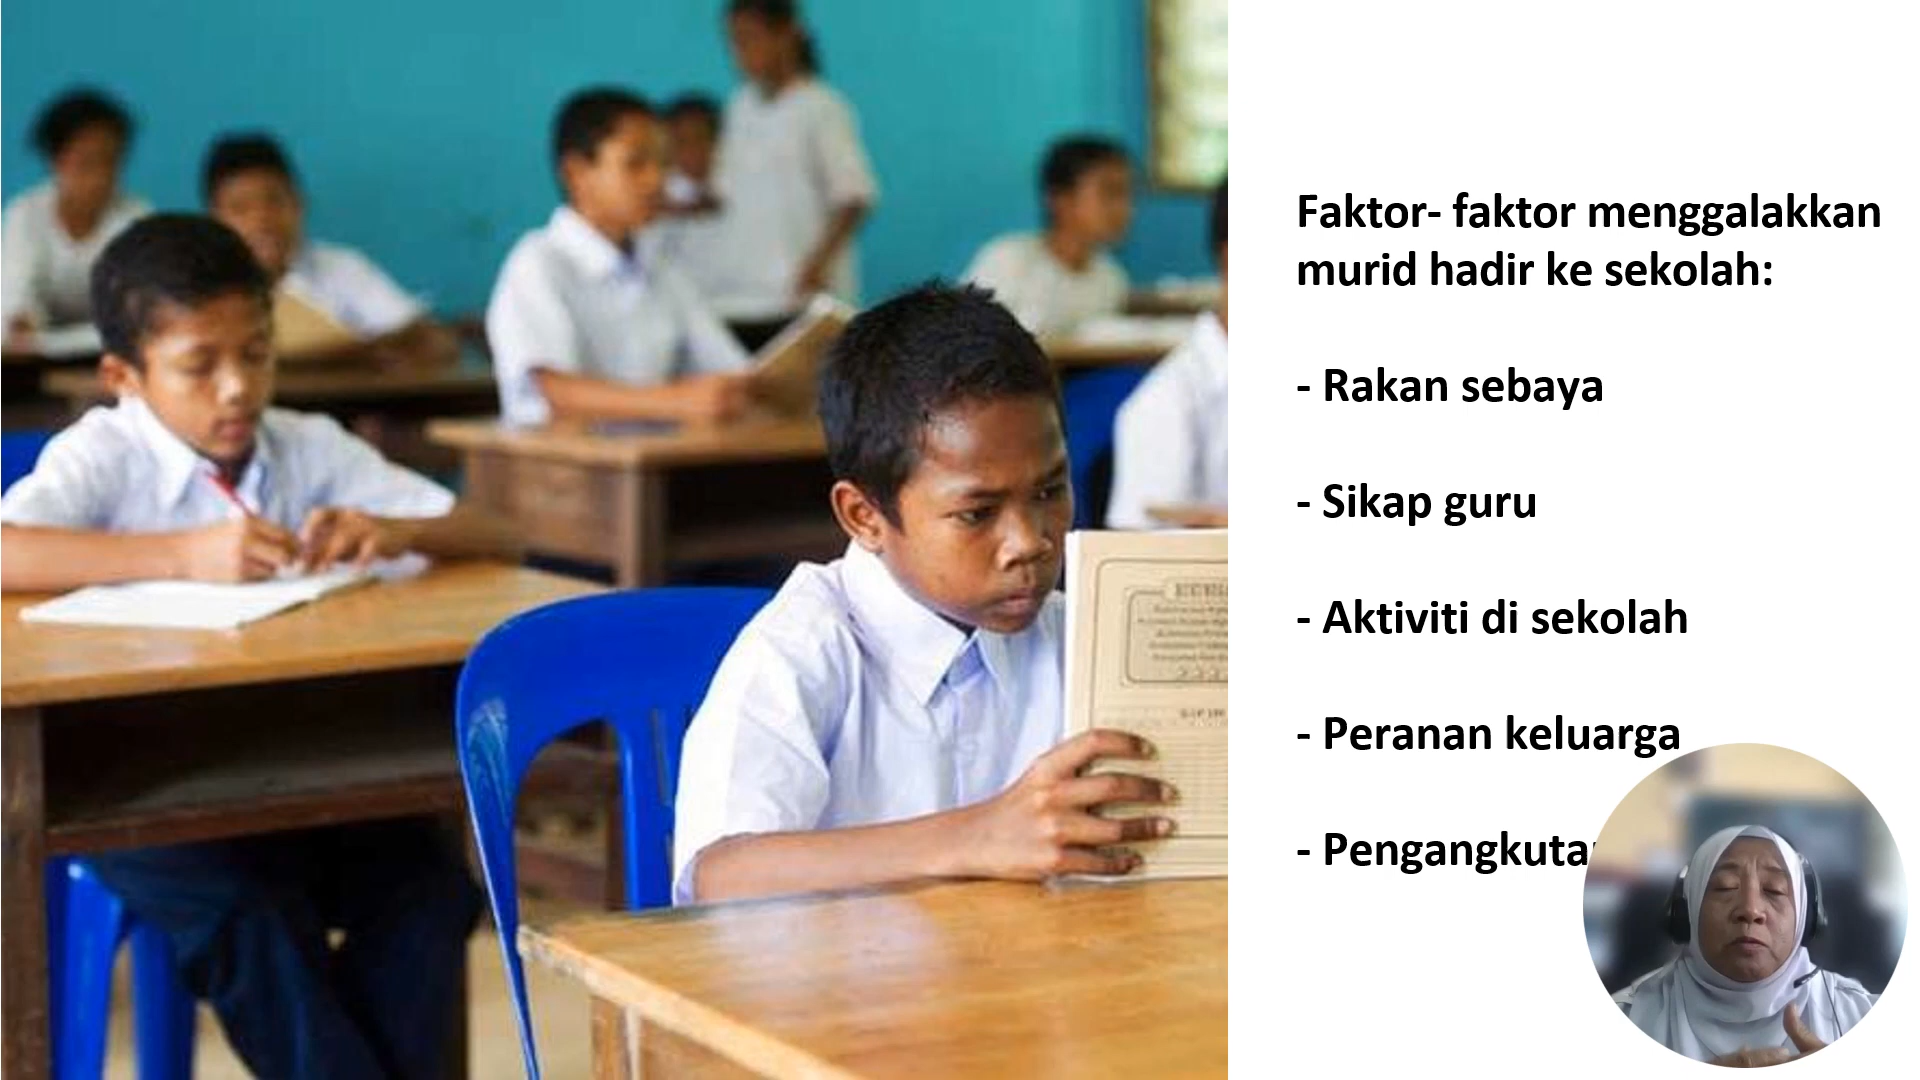 Faktor- faktor menggalakkan
murid hadir ke sekolah:
- Rakan sebaya
- Sikap guru
- Aktiviti di sekolah
- Peranan keluarga
- Pengangkuta